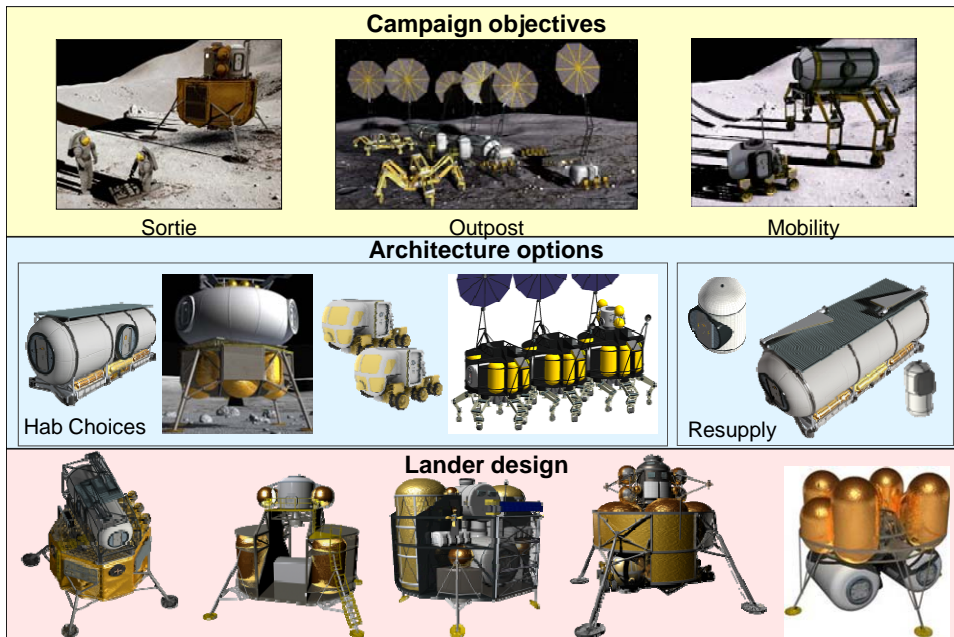 Campaign objectives
Sortie
Outpost
Mobility
Architecture options
Hab Choices
Resupply
Lander design